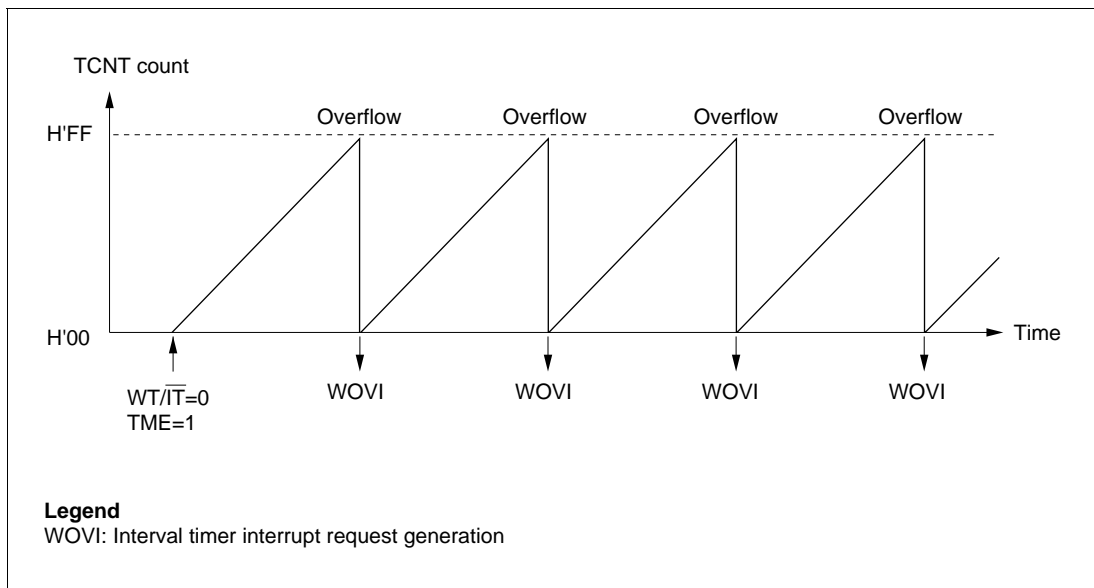 TCNT count
H'FF
Overflow Overflow Overflow Overflow
H'00
Time
WT/I̅T̅=0
TME=1
WOVI WOVI WOVI WOVI
Legend
WOVI: Interval timer interrupt request generation